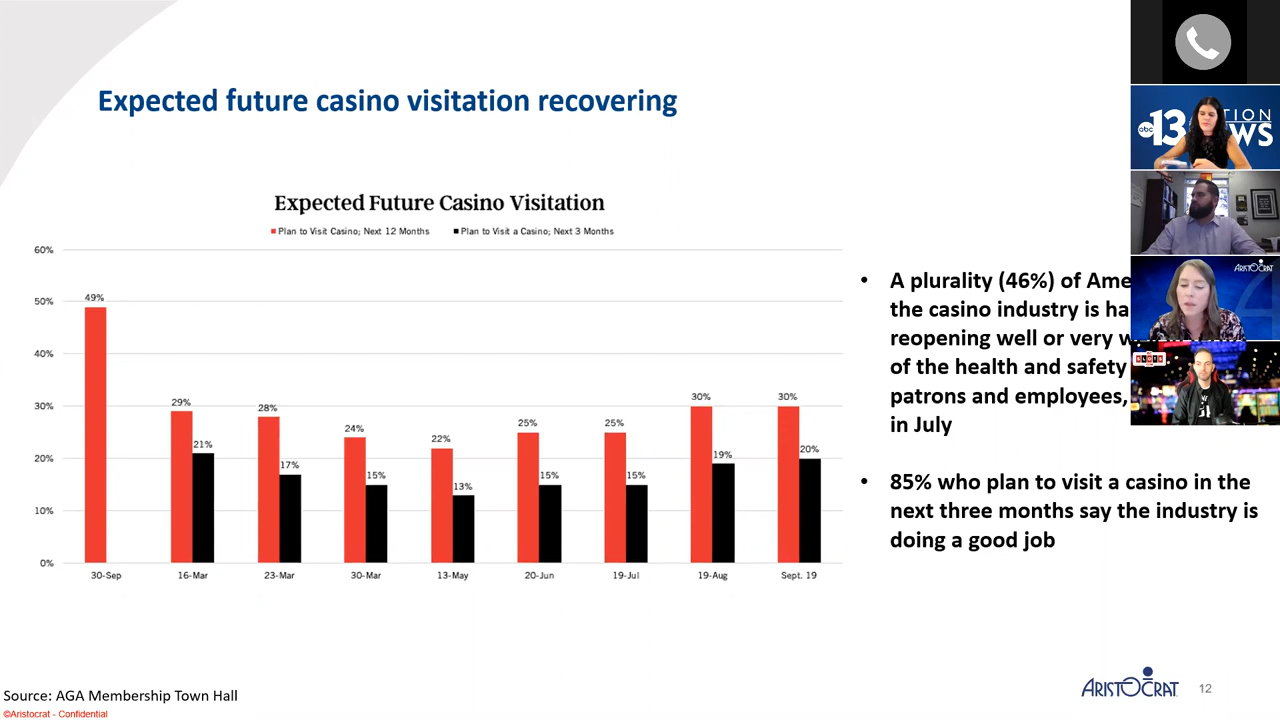 Expected future casino visitation recovering
Expected Future Casino Visitation
Plan to Visit Casino; Next 12 Months
Plan to Visit a Casino; Next 3 Months
60%
50%
40%
30%
20%
10%
0%
49%
29%
21%
28%
17%
24%
15%
22%
13%
25%
15%
25%
15%
30%
19%
30%
20%
30-Sep
16-Mar
23-Mar
30-Mar
13-May
20-Jun
19-Jul
19-Aug
Sept. 19
• A plurality (46%) of
the casino industry is
reopening well or very
of the health and safety
patrons and employees,
in July
• 85% who plan to visit a casino in the
next three months say the industry is
doing a good job
abc 13
ARISTOCRAT
SLOTS
Source: AGA Membership Town Hall
©Aristocrat - Confidential
ARISTOCRAT
12